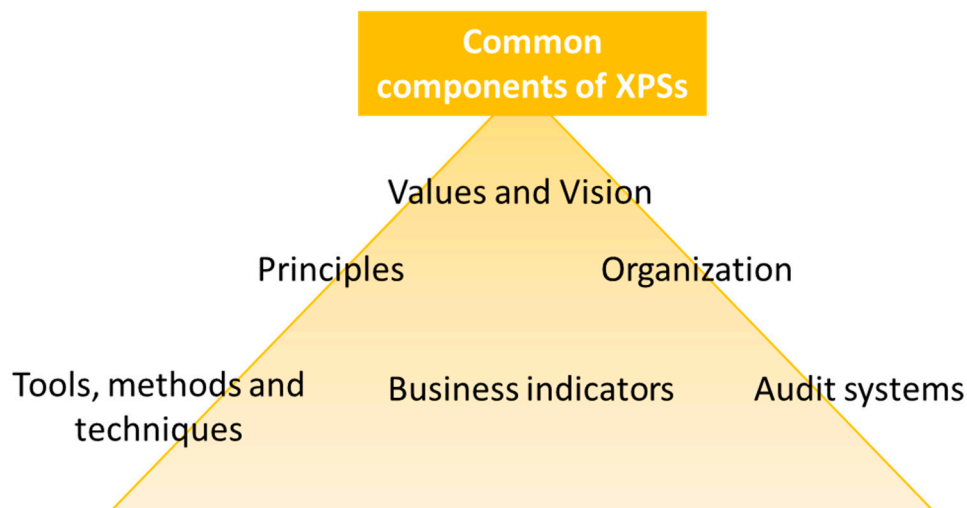 Common
components of XPSs
Values and Vision
Principles
Organization
Tools, methods and
techniques
Business indicators
Audit systems